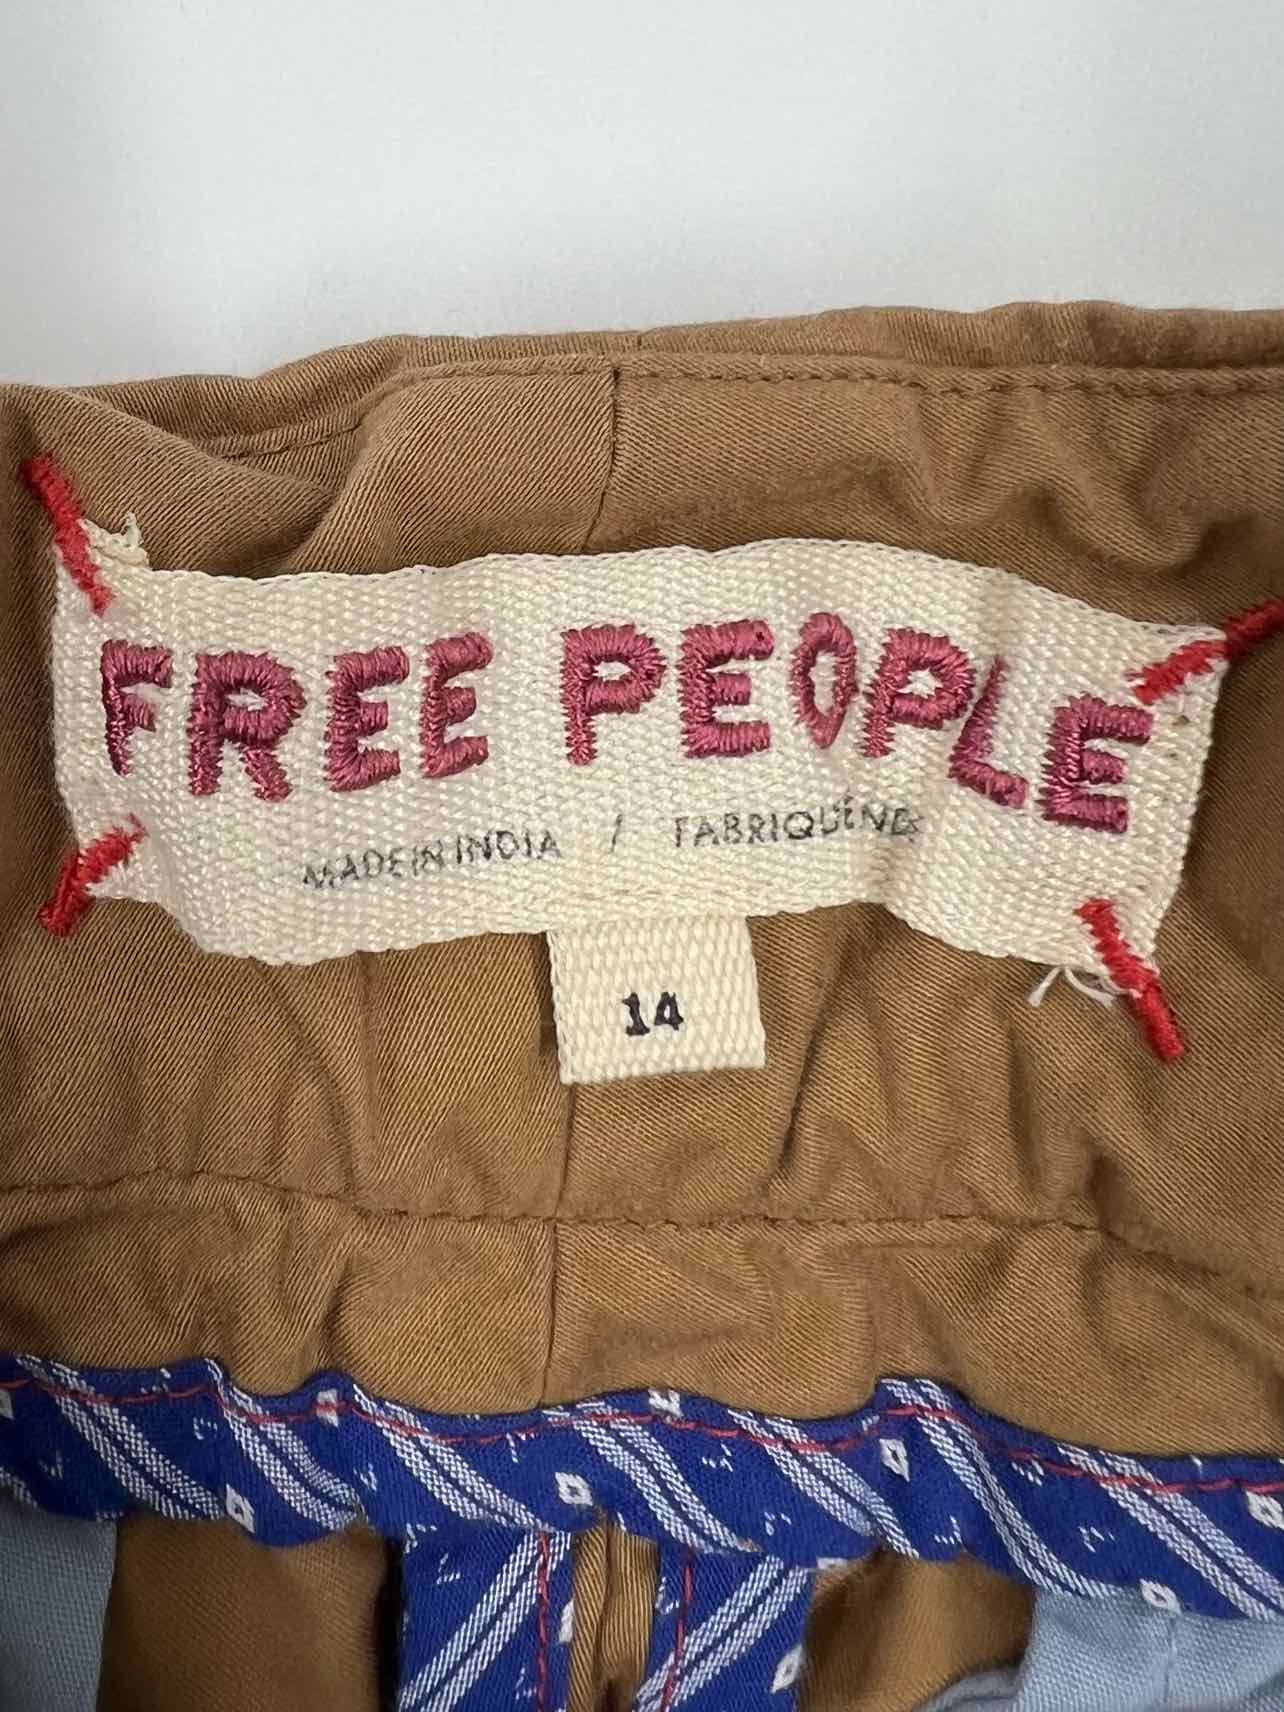 FREE PEOPLE
MADE IN INDIA / FABRIQUÉ EN
14